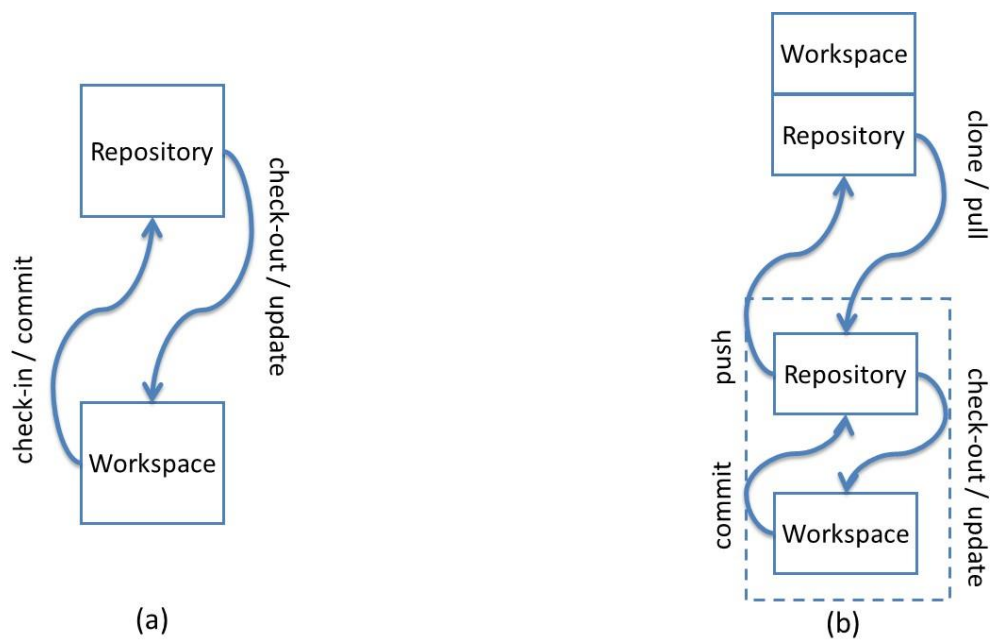 Repository
check-out / update
check-in / commit
Workspace
(a)
Workspace
Repository
clone / pull
push
Repository
check-out / update
commit
Workspace
(b)